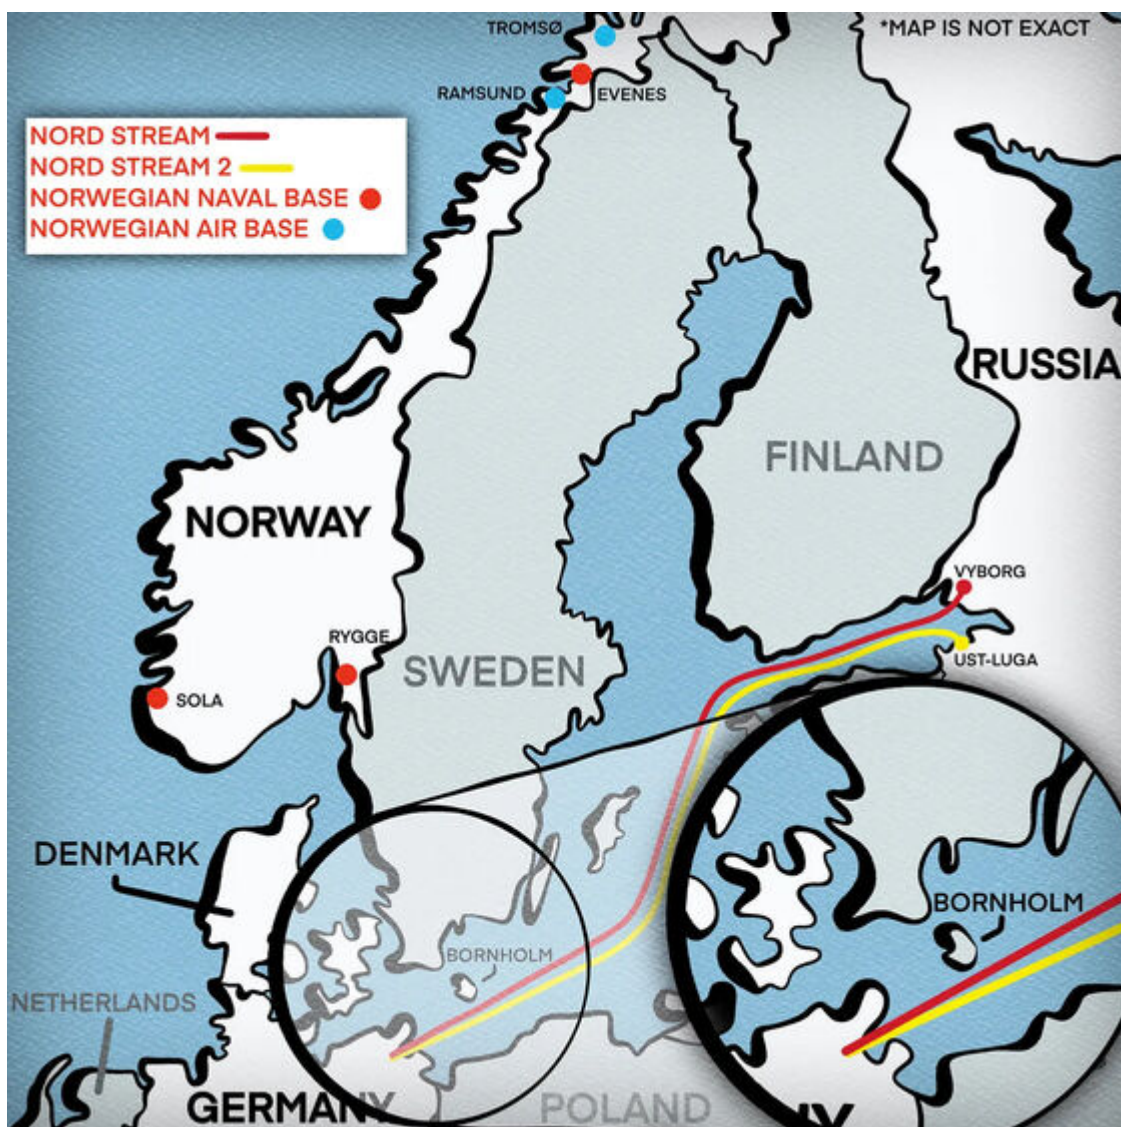 TROMSØ
*MAP IS NOT EXACT
RAMSUND
EVENES
NORD STREAM
NORD STREAM 2
NORWEGIAN NAVAL BASE
NORWEGIAN AIR BASE
RUSSIA
FINLAND
NORWAY
VYBORG
RYGGE
SWEDEN
UST-LUGA
SOLA
DENMARK
BORNHOLM
BORNHOLM
NETHERLANDS
GERMANY
POLAND
NY